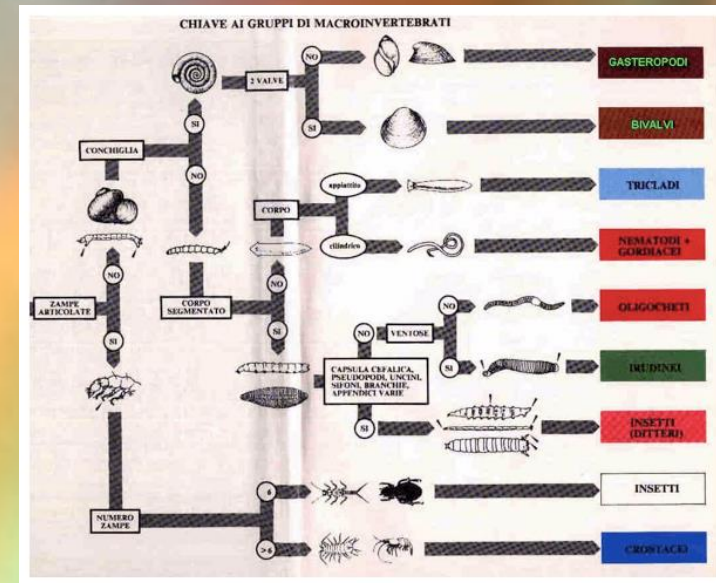 CHIAVE AI GRUPPI DI MACROINVERTEBRATI
NO
GASTEROPODI
2 VALVE
SI
SI
BIVALVI
CONCHIGLIA
NO
appiattito
TRICLADI
CORPO
cilindrico
NEMATODI +
GORDIACEI
NO
NO
ZAMPE
ARTICOLATE
CORPO
SEGMENTATO
NO
OLIGOCHETI
NO
VENTOSE
SI
SI
SI
IRUDINEI
CAPSULA CEFALICA,
PSEUDOPODI, UNCINI,
SIFONI, BRANCHIE,
APPENDICI VARIE
SI
INSETTI
(DITTERI)
6
INSETTI
NUMERO
ZAMPE
>6
CROSTACEI